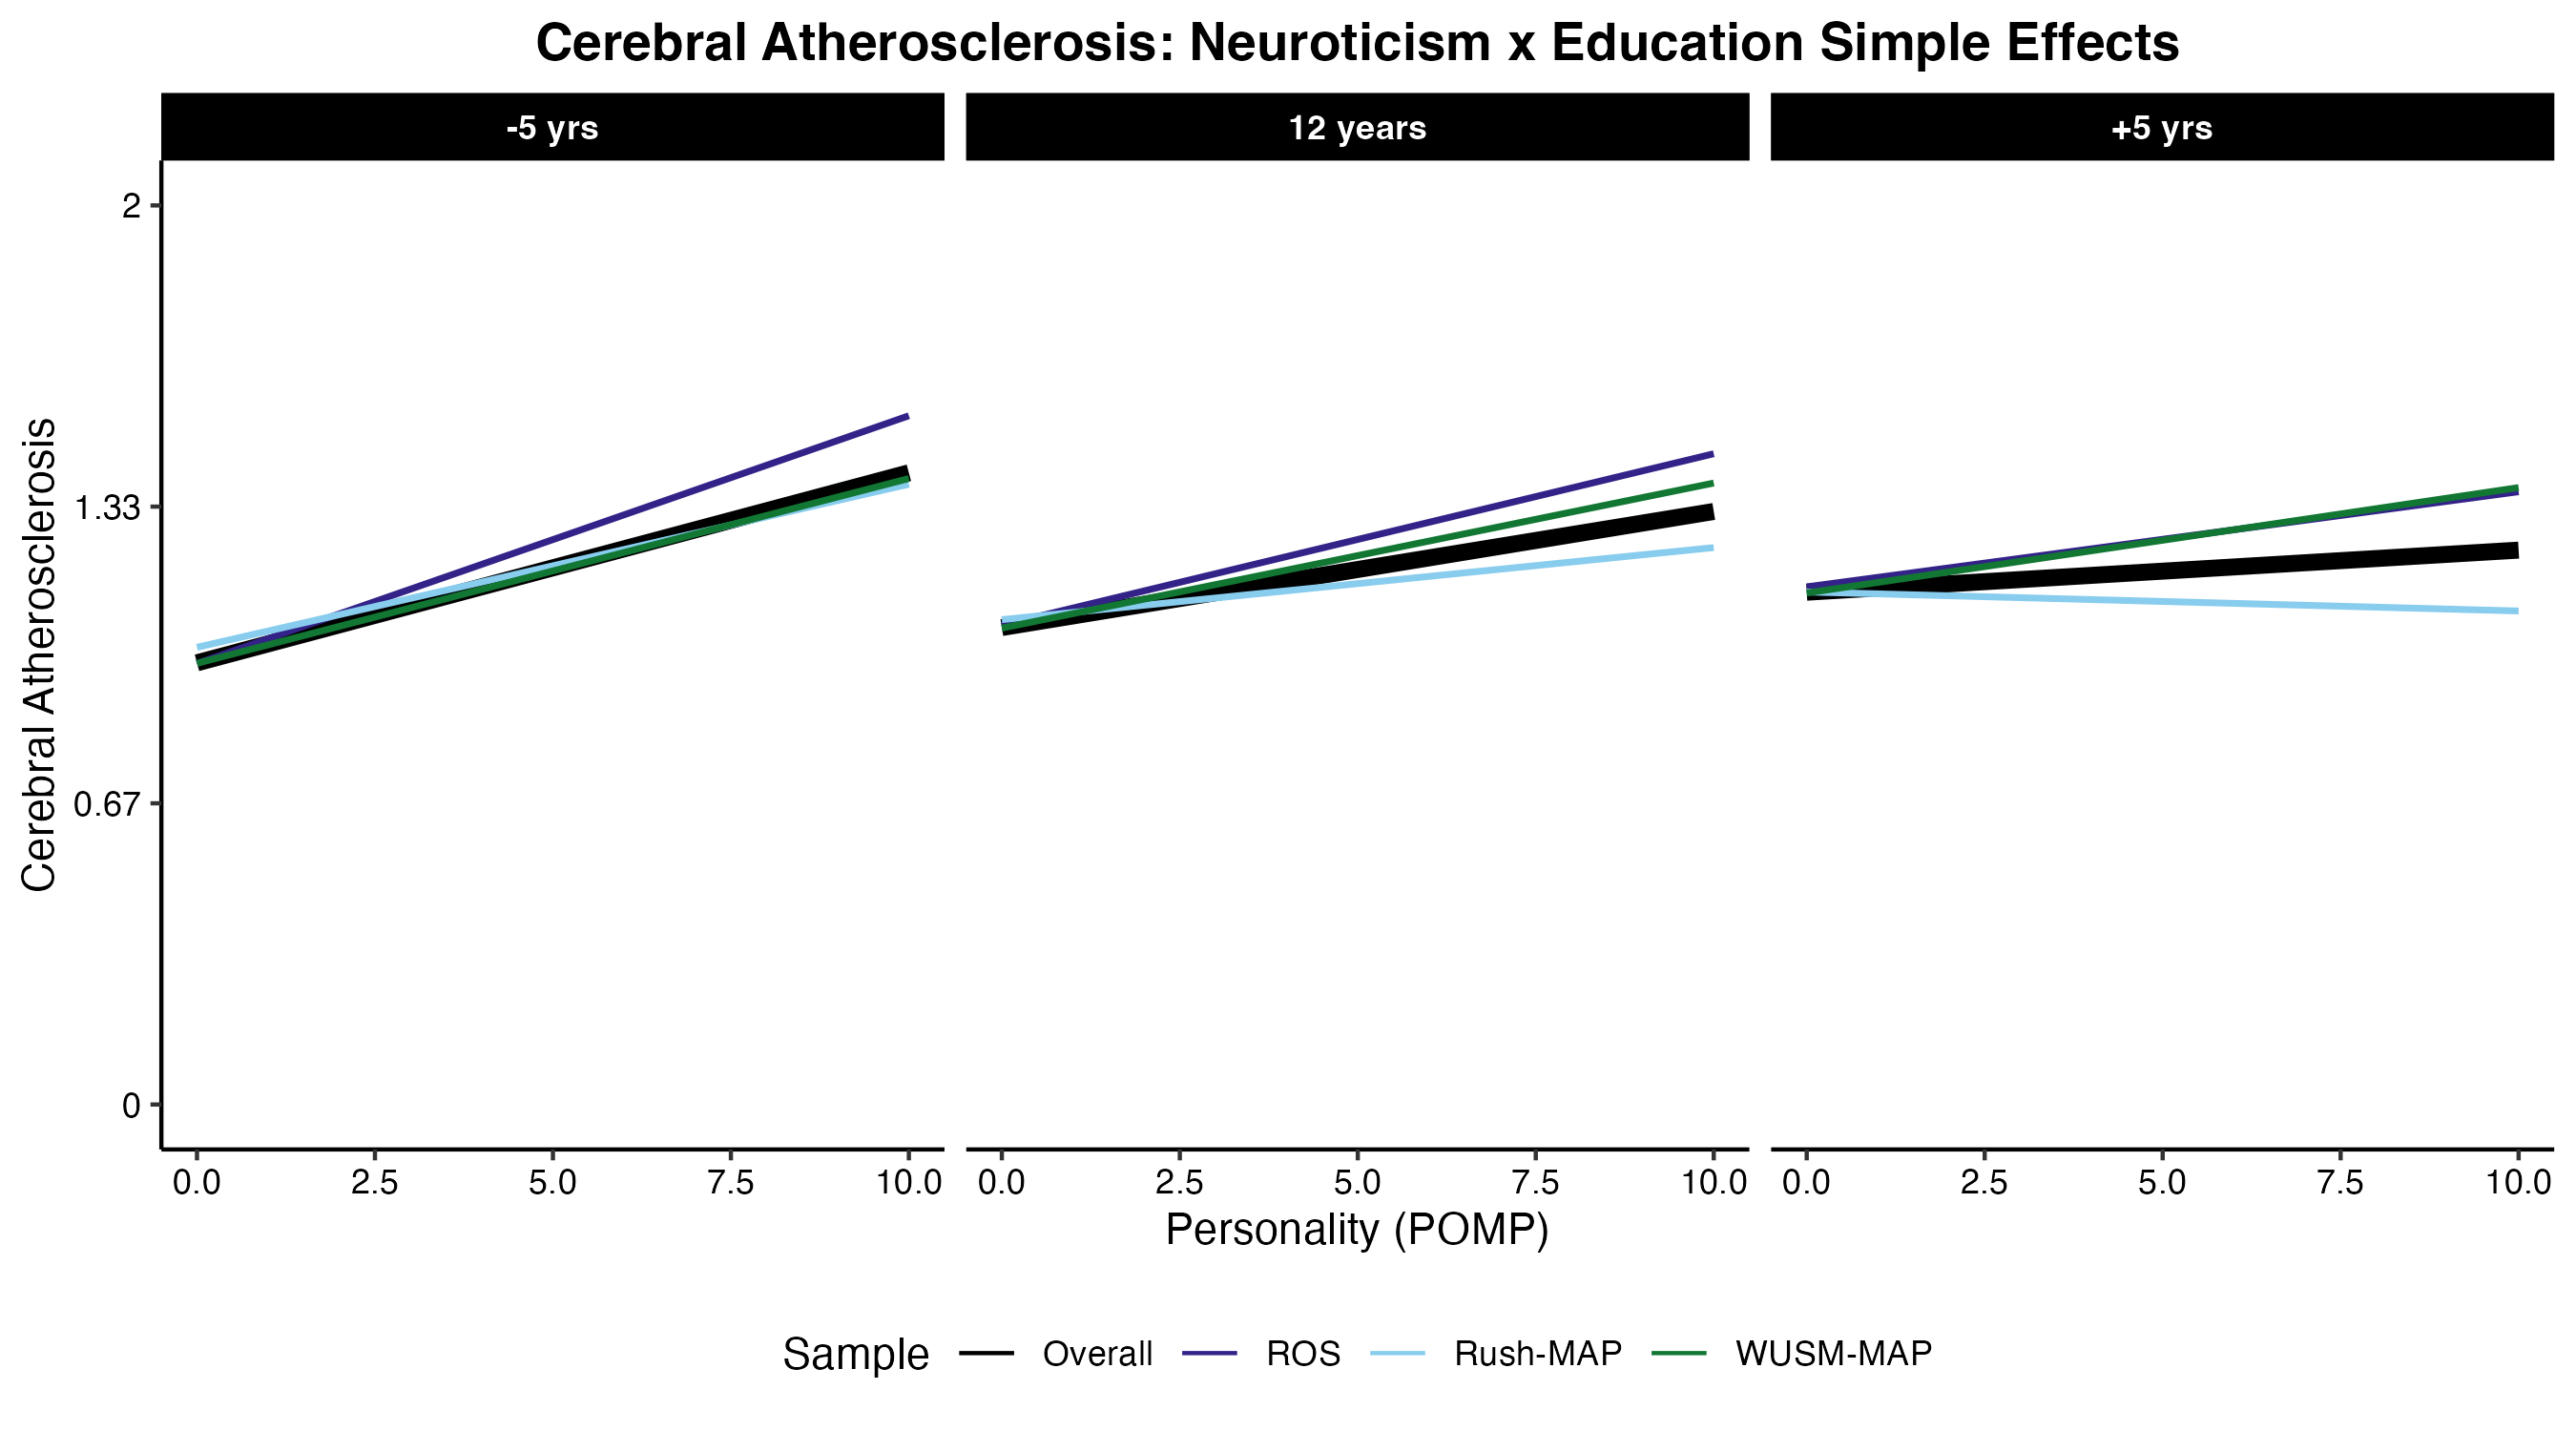 Cerebral Atherosclerosis: Neuroticism x Education Simple Effects
-5 yrs
12 years
+5 yrs
Cerebral Atherosclerosis
2
1.33
0.67
0
0.0 2.5 5.0 7.5 10.0
0.0 2.5 5.0 7.5 10.0
0.0 2.5 5.0 7.5 10.0
Personality (POMP)
Sample Overall ROS Rush-MAP WUSM-MAP